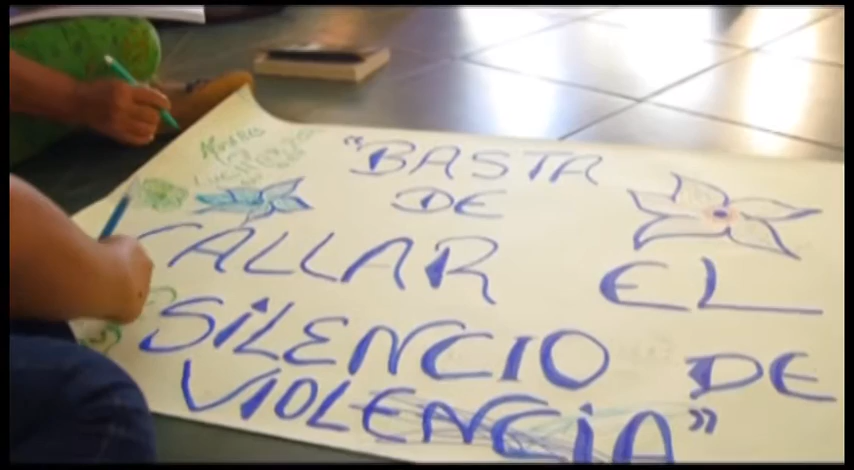 "BASTA
DE
CALLAR EL
SiLENCIO DE
VIOLENCiA"